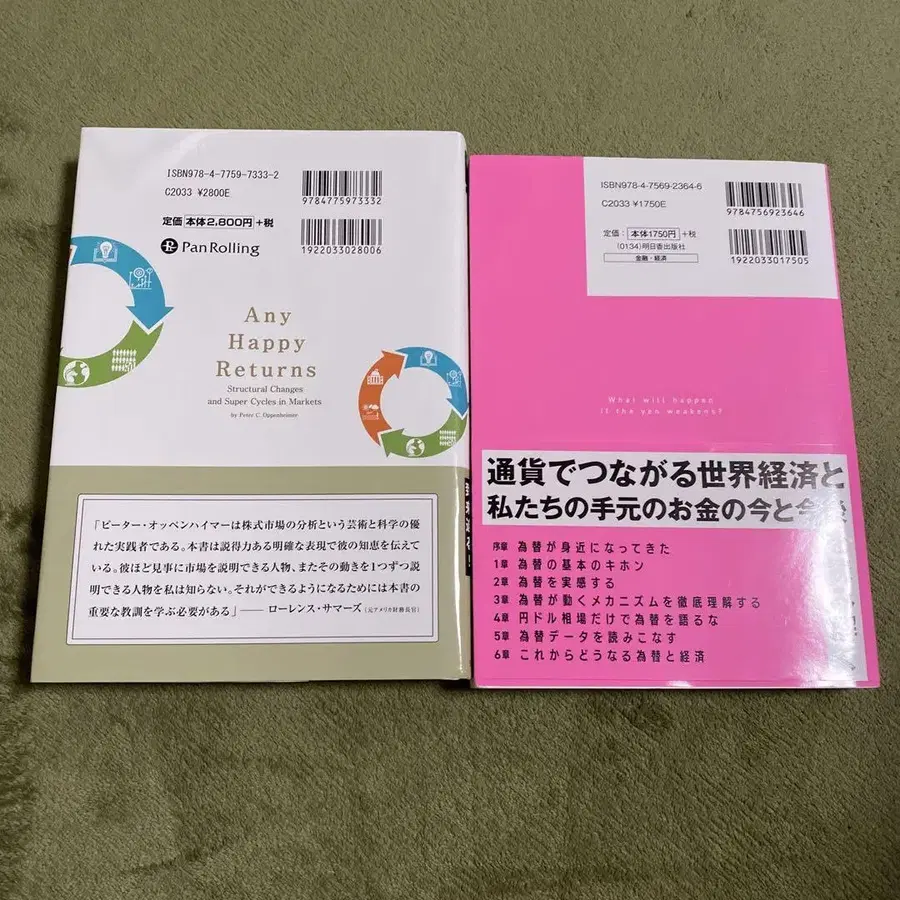 ISBN978-4-7759-7333-2
C2033 ¥2800E
9784775973332
定価 本体2,800円 +税
1922033028006
PanRolling
Any
Happy
Returns
Structural Changes
and Super Cycles in Markets
by Peter C. Oppenheimer
「ピーター・オッペンハイマーは株式市場の分析という芸術と科学の優
れた実践者である。本書は説得力ある明確な表現で彼の知恵を伝えて
いる。彼ほど見事に市場を説明できる人物、またその動きを1つずつ説
明できる人物を私は知らない。それができるようになるためには本書の
重要な教訓を学ぶ必要がある」―― ローレンス・サマーズ(元アメリカ財務長官)
ISBN978-4-7569-2364-6
C2033 ¥1750E
9784756923646
定価: 本体1750円 +税
(0134)明日香出版社
金融・経済
1922033017505
What will happen
if the yen weakens?
通貨でつながる世界経済と
私たちの手元のお金の今と今後
序章 為替が身近になってきた
1章 為替の基本のキホン
2章 為替を実感する
3章 為替が動くメカニズムを徹底理解する
4章 円ドル相場だけで為替を語るな
5章 為替データを読みこなす
6章 これからどうなる為替と経済